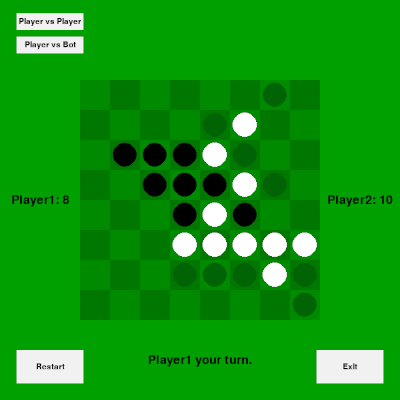 Player vs Player
Player vs Bot
Player1: 8
Player2: 10
Player1 your turn.
Restart
Exit